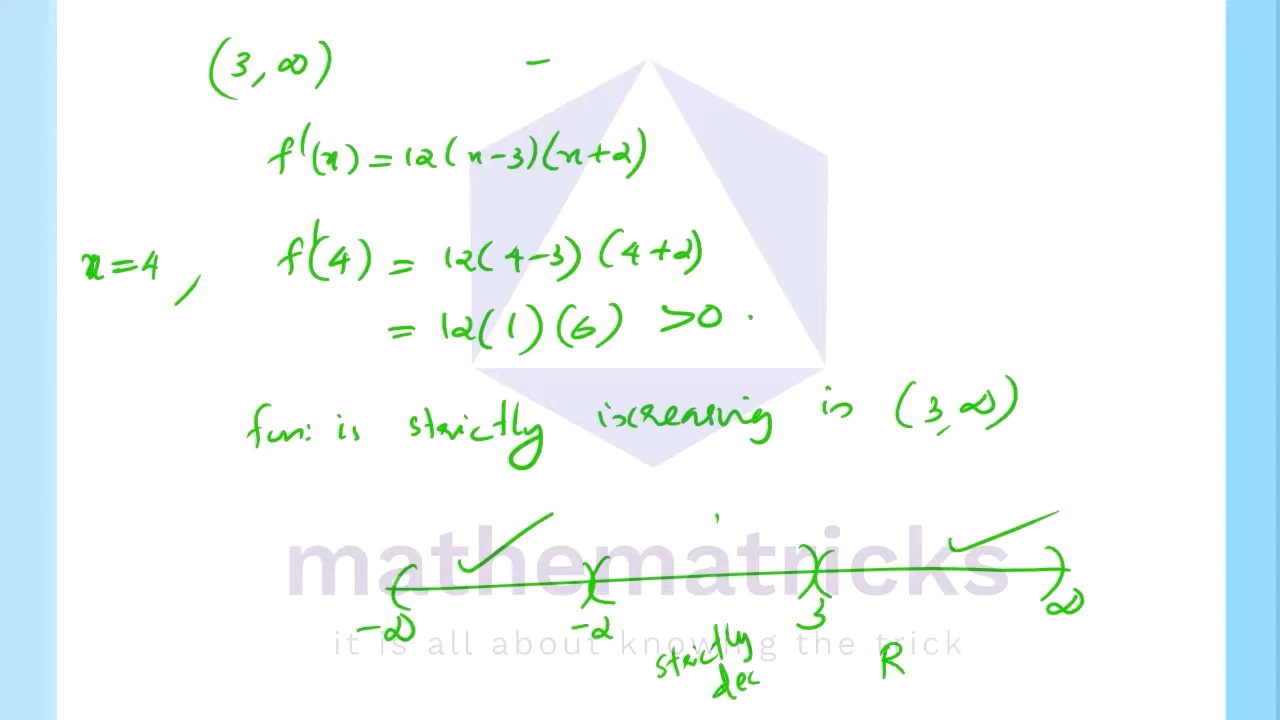 (3, ∞)
f'(x) = 12(x-3)(x+2)
x=4, f'(4) = 12(4-3)(4+2)
= 12(1)(6) >0.
fun: is strictly increasing in (3, ∞)
mathematricks
-∞ -2 3 ∞
it is all about knowing the trick
strictly R
dec